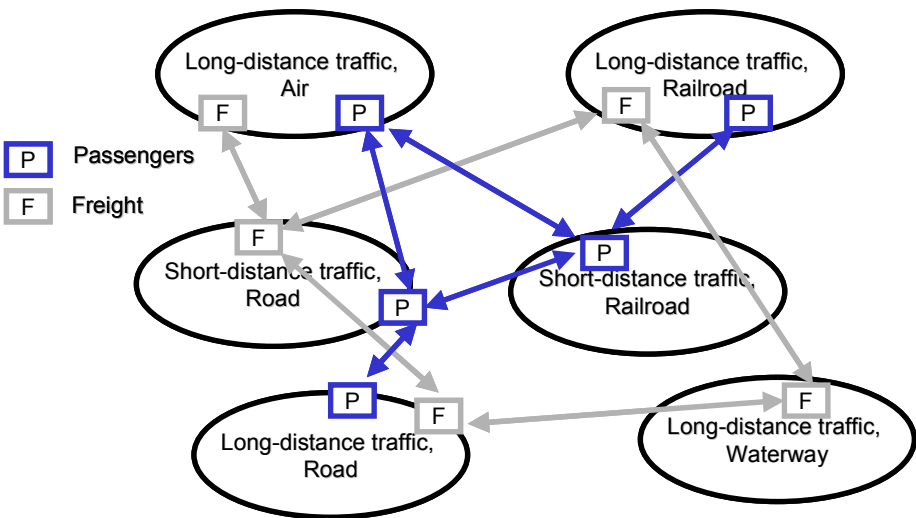 Long-distance traffic,
Air
F
P
Long-distance traffic,
Railroad
F
P
P Passengers
F Freight
F
Short-distance traffic,
Road
P
P
Short-distance traffic,
Railroad
P
F
Long-distance traffic,
Road
F
Long-distance traffic,
Waterway